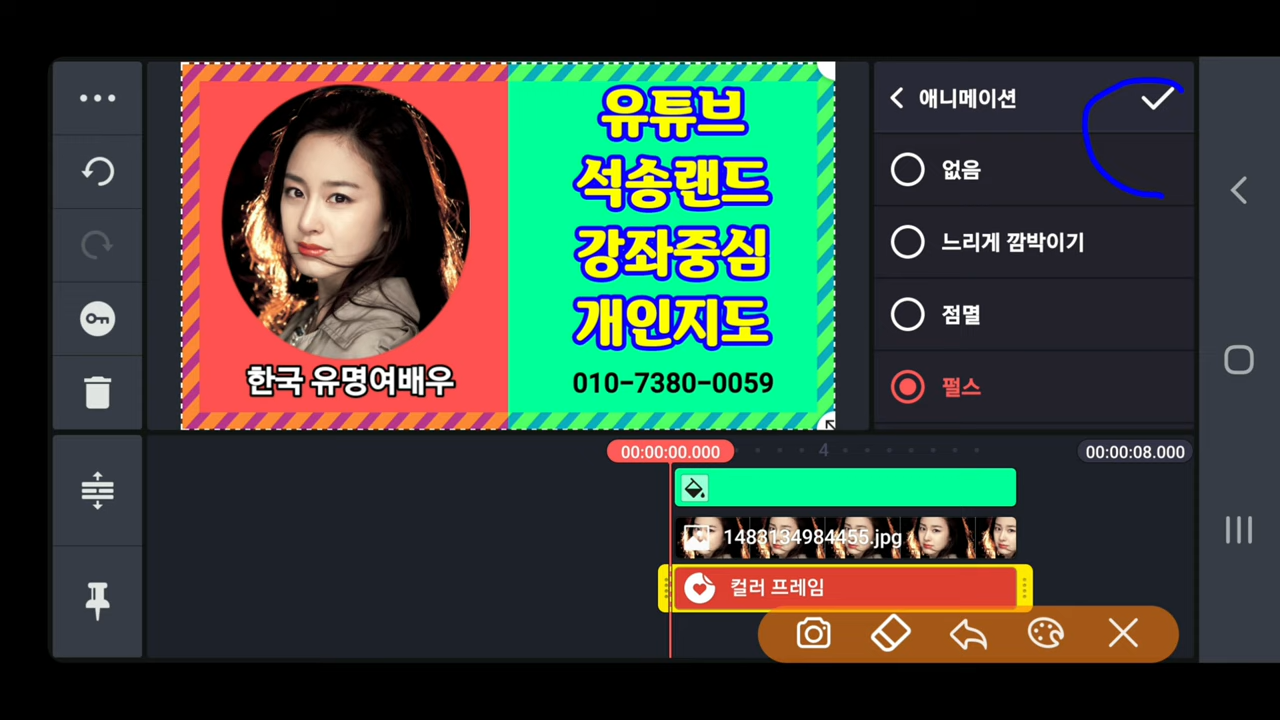 유튜브
석송랜드
강좌중심
개인지도
010-7380-0059
한국 유명여배우
애니메이션
없음
느리게 깜박이기
점멸
펄스
00:00:00.000
4
00:00:08.000
1483134984455.jpg
컬러 프레임